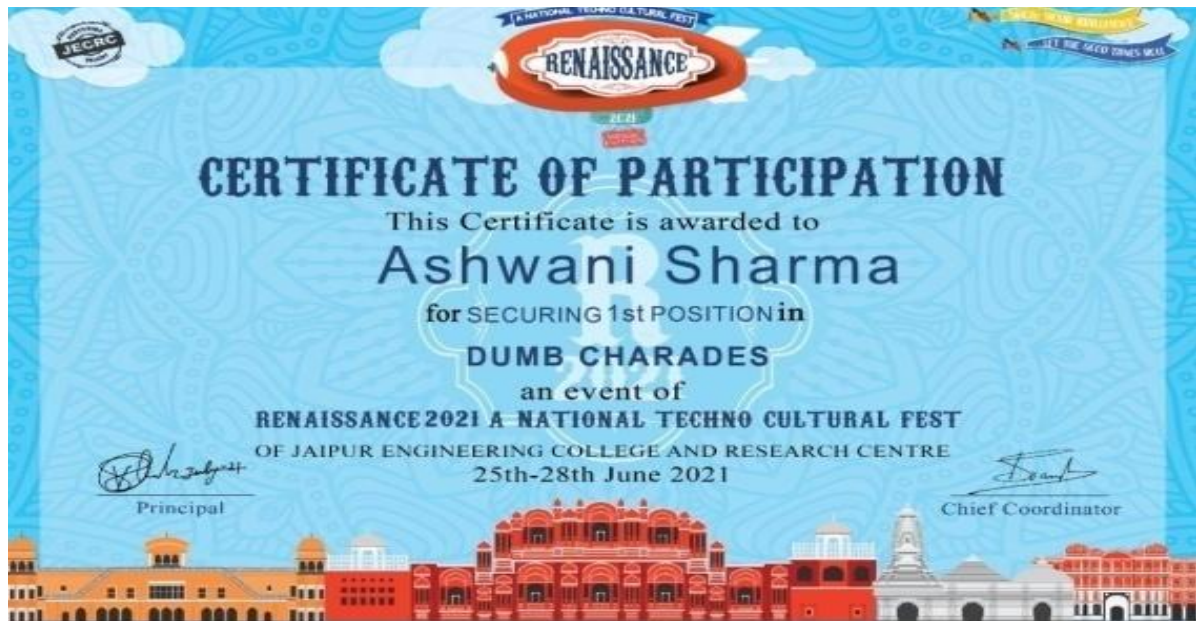 JECRC
A NATIONAL TECHNO CULTURAL FEST
RENAISSANCE
2021
CERTIFICATE OF PARTICIPATION
This Certificate is awarded to
Ashwani Sharma
for SECURING 1st POSITION in
DUMB CHARADES
an event of
RENAISSANCE 2021 A NATIONAL TECHNO CULTURAL FEST
OF JAIPUR ENGINEERING COLLEGE AND RESEARCH CENTRE
25th-28th June 2021
Principal
Chief Coordinator
R
2021